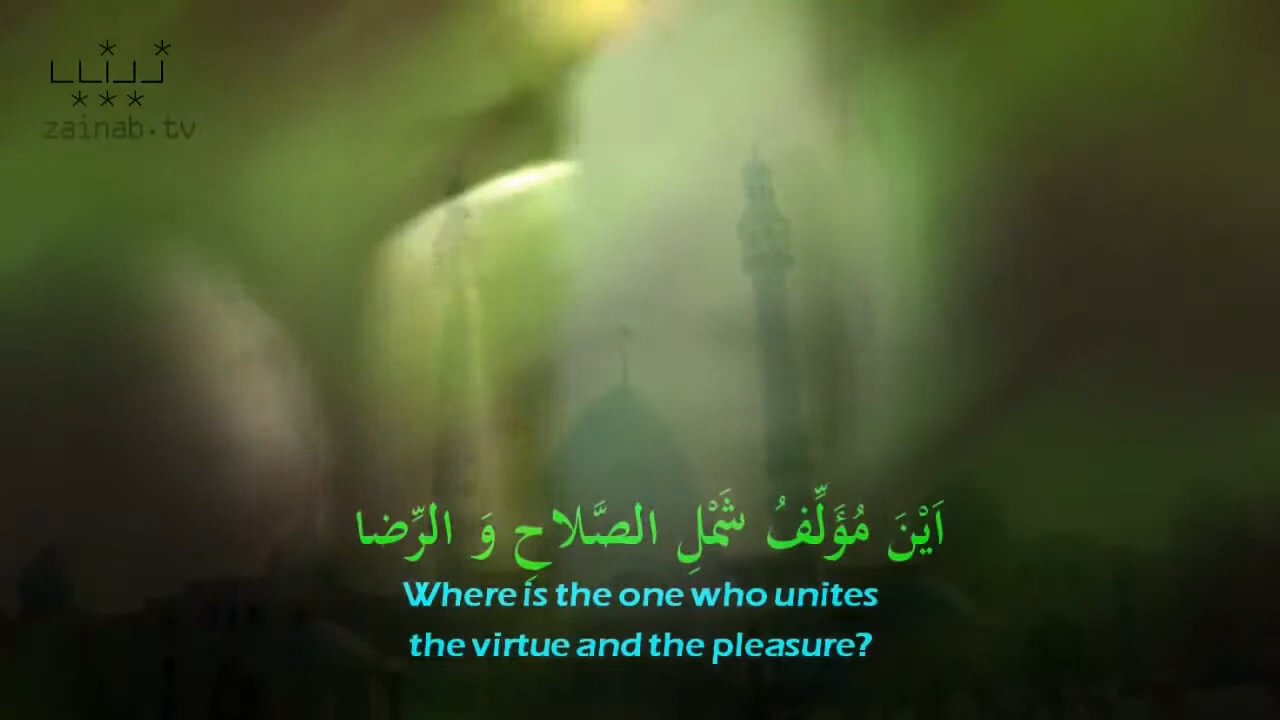 zainab.tv
اَيْنَ مُؤَلِّفُ شَمْلِ الصَّلاحِ وَ الرِّضا
Where is the one who unites
the virtue and the pleasure?